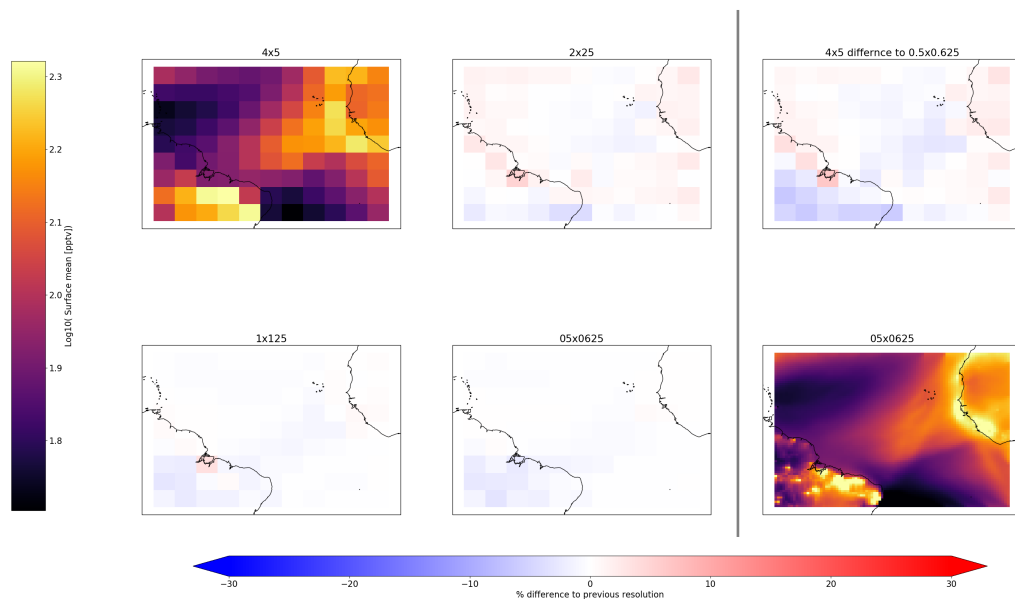 4x5
2x25
4x5 differnce to 0.5x0.625
2.3
2.2
2.1
2.0
1.9
1.8
Log10( Surface mean [pptv])
1x125
05x0625
05x0625
−30
−20
−10
0
10
20
30
% difference to previous resolution